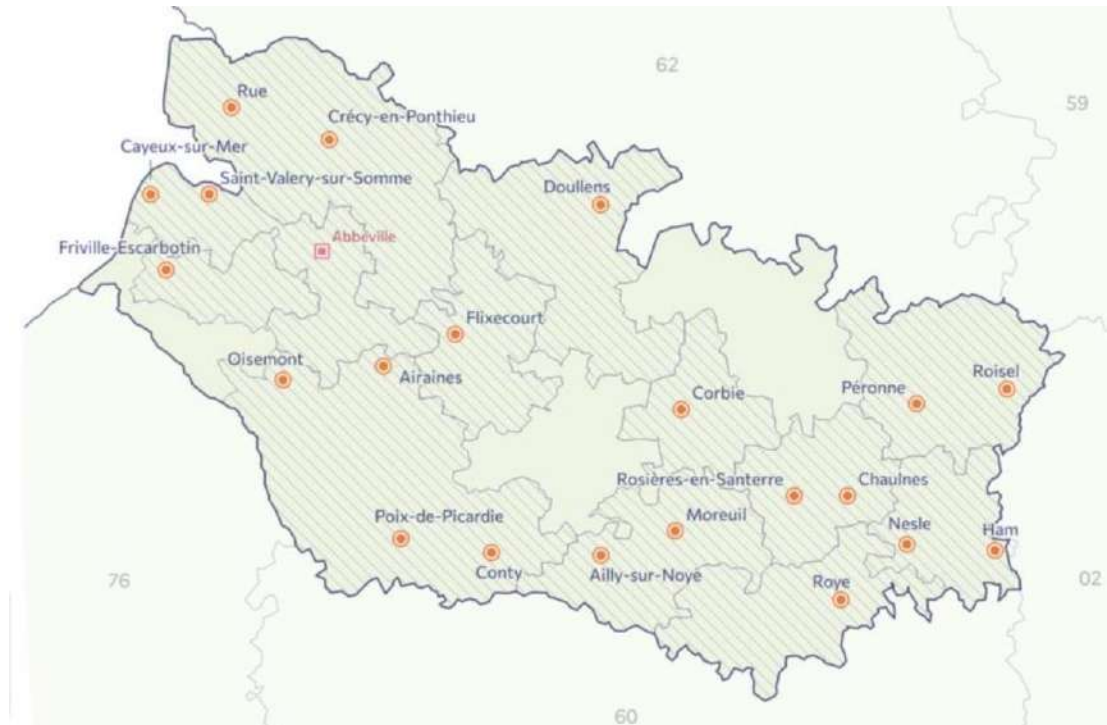 62
59
Rue
Crécy-en-Ponthieu
Cayeux-sur-Mer
Saint-Valery-sur-Somme
Doullens
Abbeville
Friville-Escarbotin
Flixecourt
Oisemont
Airaines
Corbie
Péronne
Roisel
Rosières-en-Santerre
Chaulnes
Poix-de-Picardie
Moreuil
Nesle
Ham
Conty
Ailly-sur-Noye
Roye
76
02
60